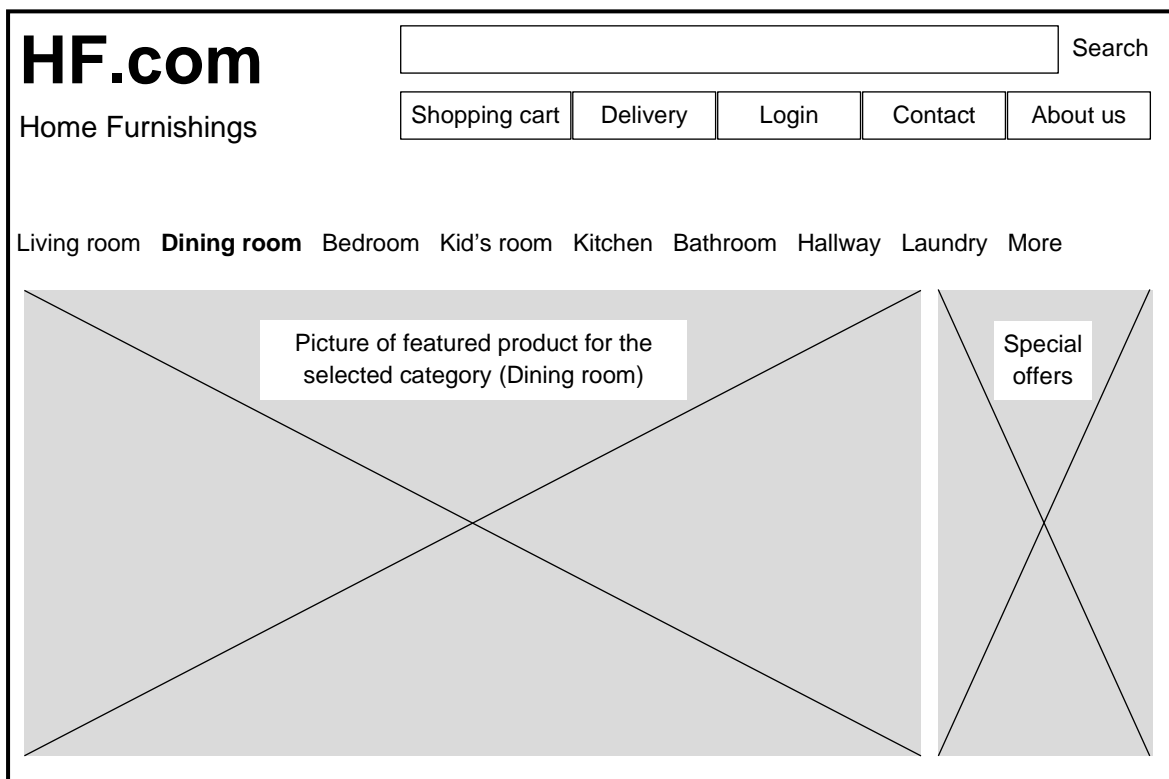 HF.com
Home Furnishings
Search
Shopping cart Delivery Login Contact About us
Living room Dining room Bedroom Kid’s room Kitchen Bathroom Hallway Laundry More
Picture of featured product for the
selected category (Dining room)
Special
offers